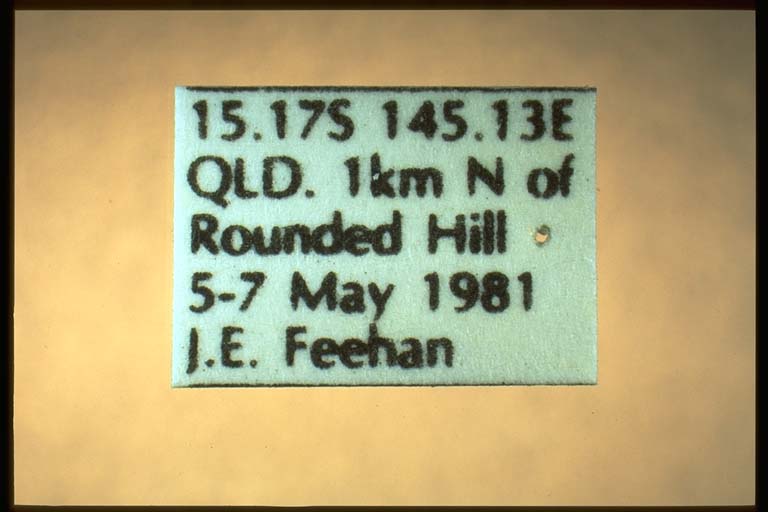 15.17S 145.13E
QLD. 1km N of
Rounded Hill
5-7 May 1981
J.E. Feehan